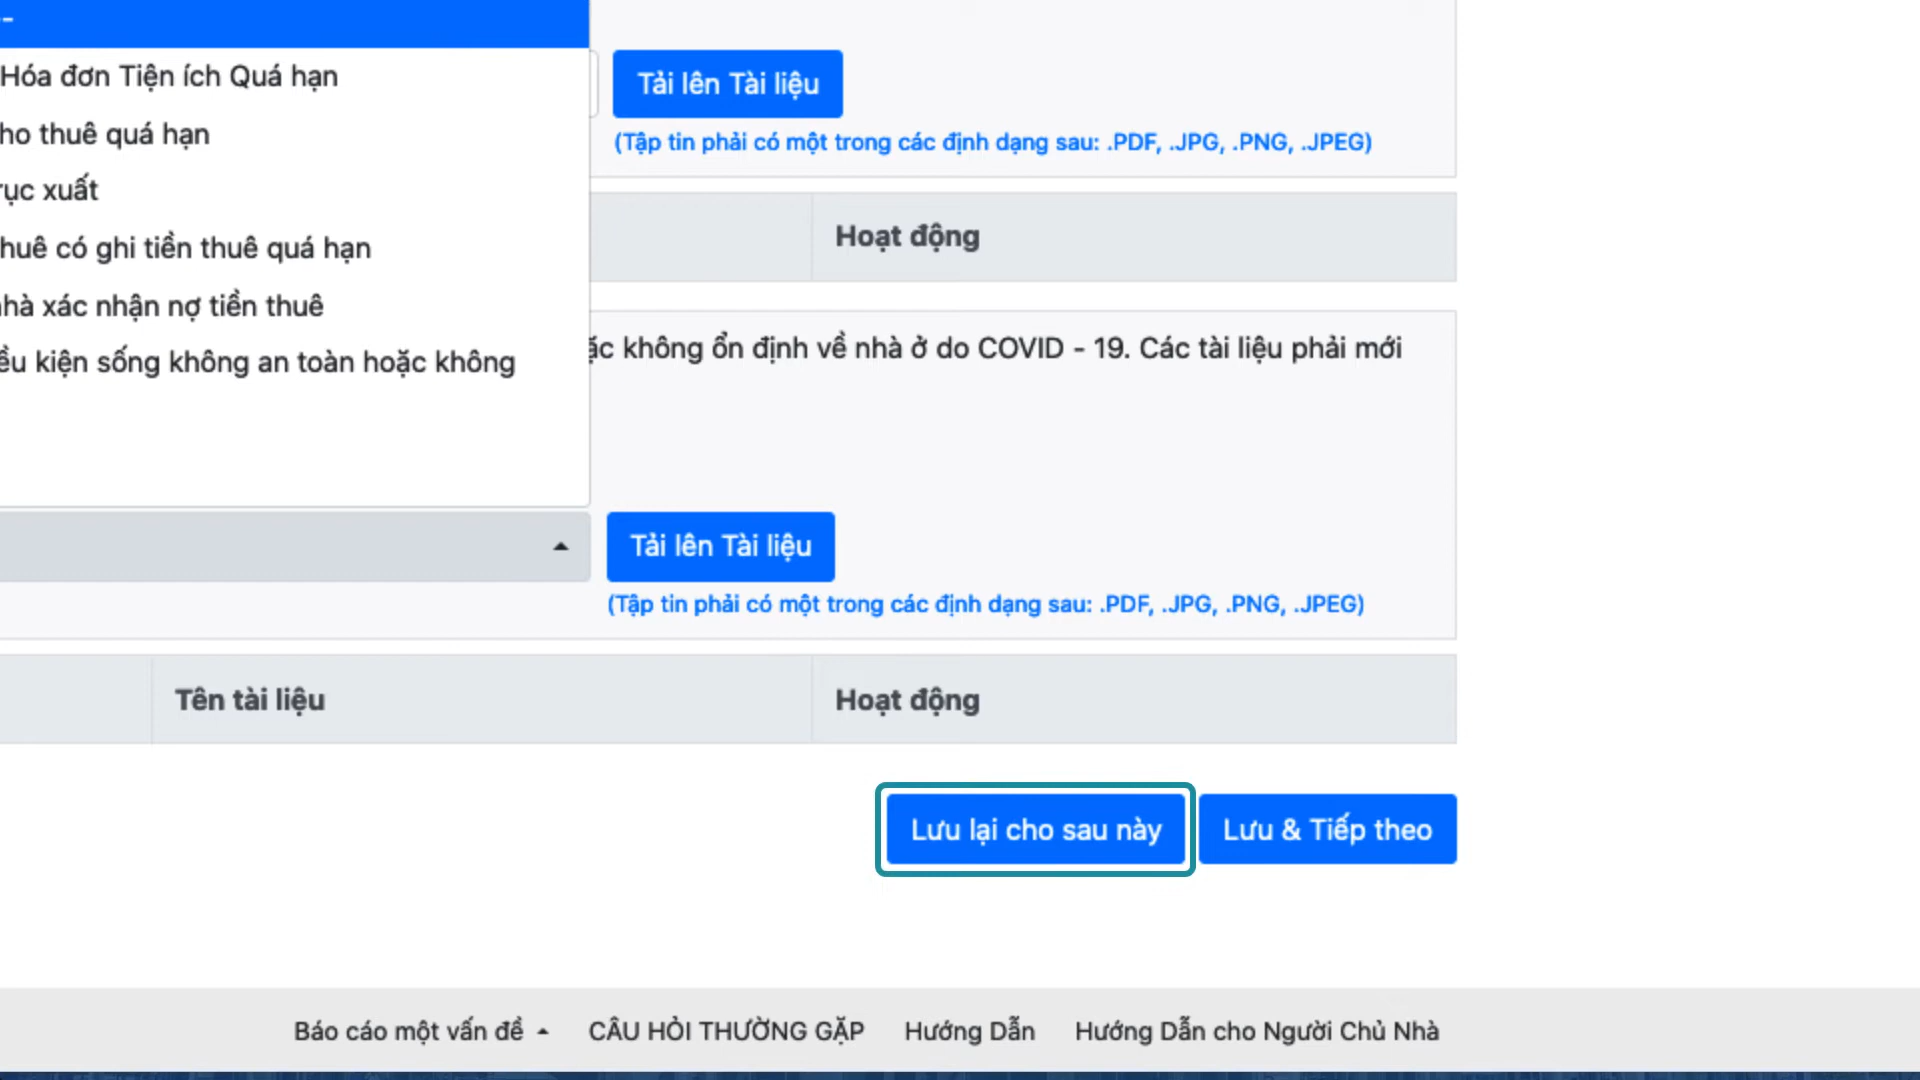 --
Hóa đơn Tiện ích Quá hạn
Tải lên Tài liệu
ho thuê quá hạn
(Tập tin phải có một trong các định dạng sau: .PDF, .JPG, .PNG, .JPEG)
rục xuất
huê có ghi tiền thuê quá hạn
Hoạt động
nhà xác nhận nợ tiền thuê
ều kiện sống không an toàn hoặc không
ặc không ổn định về nhà ở do COVID - 19. Các tài liệu phải mới
Tải lên Tài liệu
(Tập tin phải có một trong các định dạng sau: .PDF, .JPG, .PNG, .JPEG)
Tên tài liệu Hoạt động
Lưu lại cho sau này Lưu & Tiếp theo
Báo cáo một vấn đề CÂU HỎI THƯỜNG GẶP Hướng Dẫn Hướng Dẫn cho Người Chủ Nhà